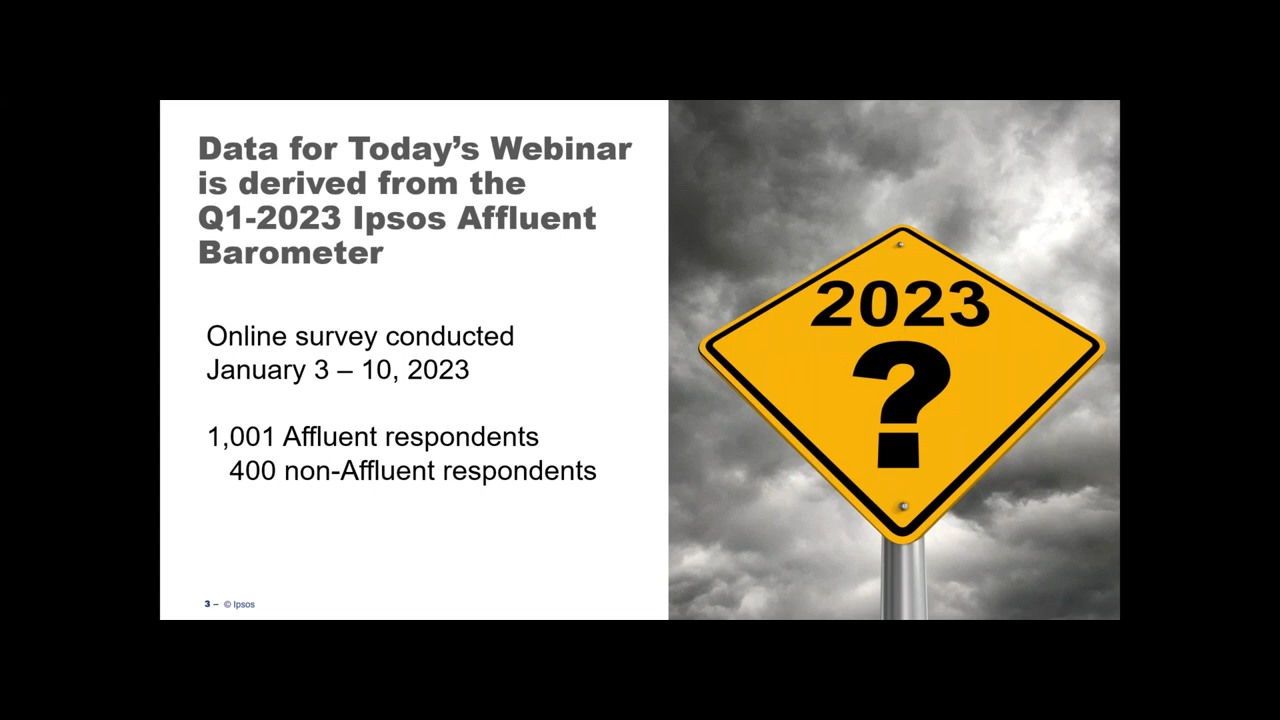 Data for Today’s Webinar
is derived from the
Q1-2023 Ipsos Affluent
Barometer
Online survey conducted
January 3 – 10, 2023
1,001 Affluent respondents
400 non-Affluent respondents
3 – © Ipsos
2023
?